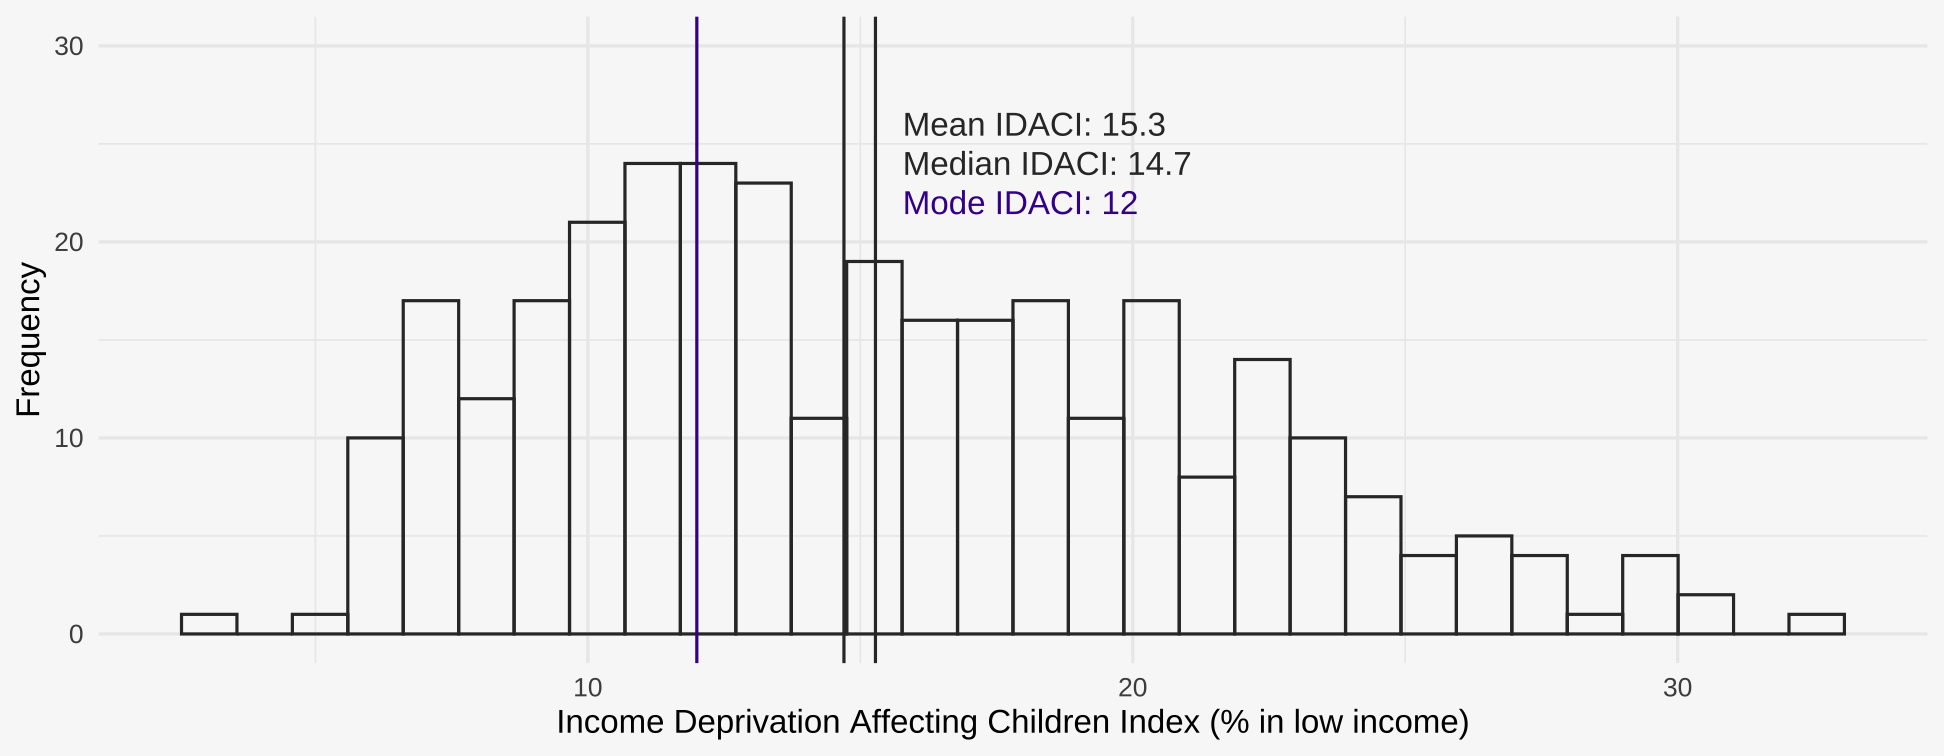 30
20
10
0
Frequency
Mean IDACI: 15.3
Median IDACI: 14.7
Mode IDACI: 12
10
20
30
Income Deprivation Affecting Children Index (% in low income)